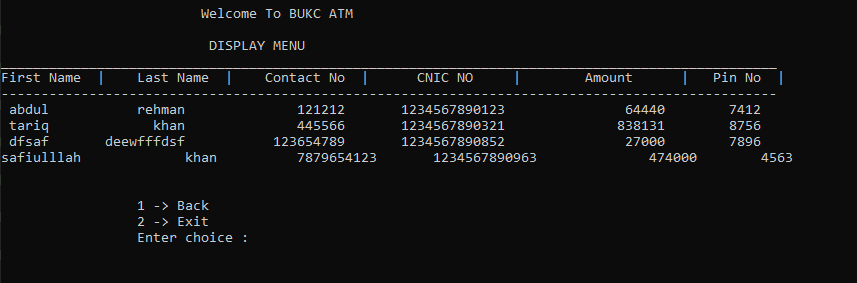 Welcome To BUKC ATM
DISPLAY MENU
First Name | Last Name | Contact No | CNIC NO | Amount | Pin No |
abdul rehman 121212 1234567890123 64440 7412
tariq khan 445566 1234567890321 838131 8756
dfsaf deewfffdsf 123654789 1234567890852 27000 7896
safiulllah khan 7879654123 1234567890963 474000 4563
1 -> Back
2 -> Exit
Enter choice :